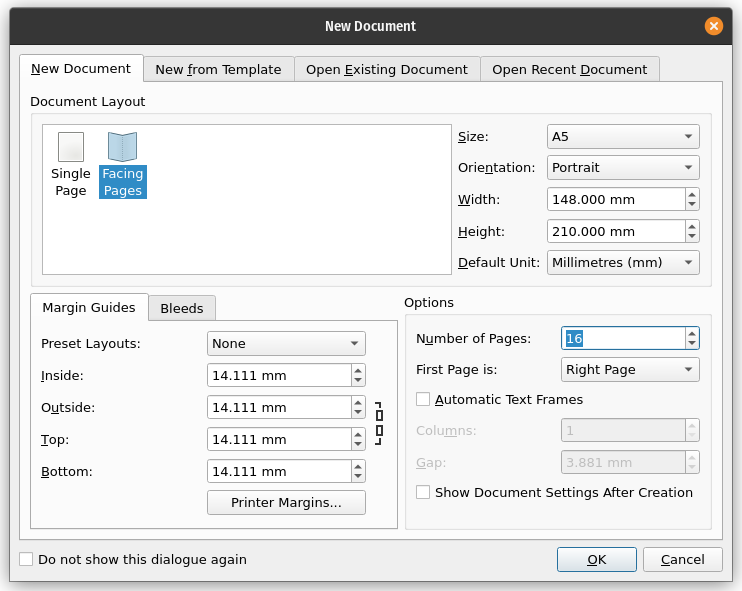 New Document
New Document New from Template Open Existing Document Open Recent Document
Document Layout
Single Page
Facing Pages
Size: A5
Orientation: Portrait
Width: 148.000 mm
Height: 210.000 mm
Default Unit: Millimetres (mm)
Margin Guides Bleeds
Preset Layouts: None
Inside: 14.111 mm
Outside: 14.111 mm
Top: 14.111 mm
Bottom: 14.111 mm
Printer Margins...
Options
Number of Pages: 16
First Page is: Right Page
Automatic Text Frames
Columns: 1
Gap: 3.881 mm
Show Document Settings After Creation
Do not show this dialogue again
OK Cancel